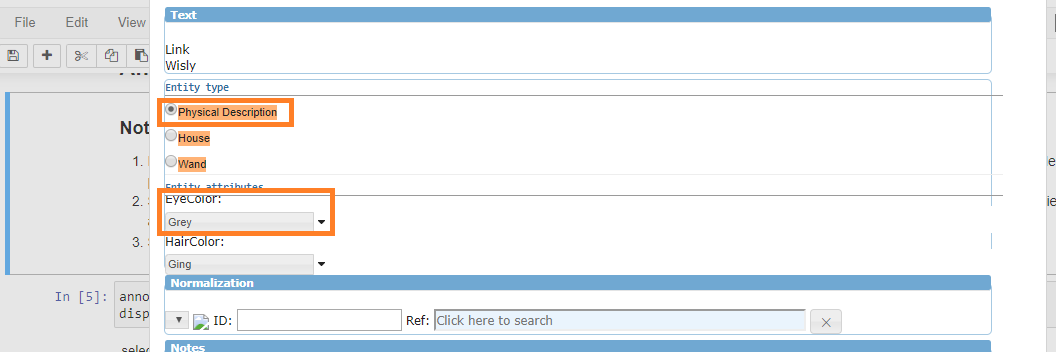 File Edit View
Text
Link
Wisly
Entity type
Physical Description
Not
House
1.
Wand
Entity attributes
2.
EyeColor:
Grey
3.
HairColor:
Ging
Normalization
In [5]: anno
disp
ID: Ref: Click here to search
Notes
selec